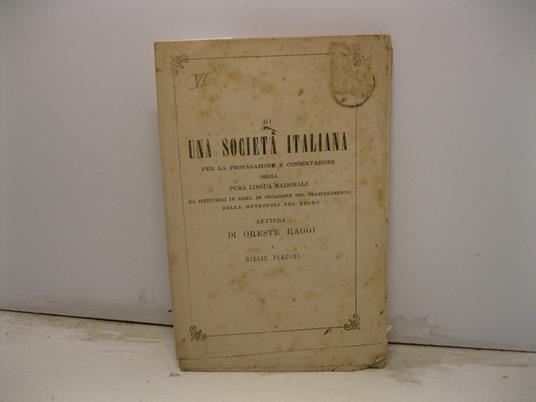 VI
DI
UNA SOCIETÀ ITALIANA
PER LA PROPAGAZIONE E CONSERVAZIONE
DELLA
PURA LINGUA NAZIONALE
DA ISTITUIRSI IN ROMA IN OCCASIONE DEL TRASFERIMENTO
DELLA METROPOLI DEL REGNO
LETTERA
DI ORESTE RAGGI
A
BIAGIO PLACIDI